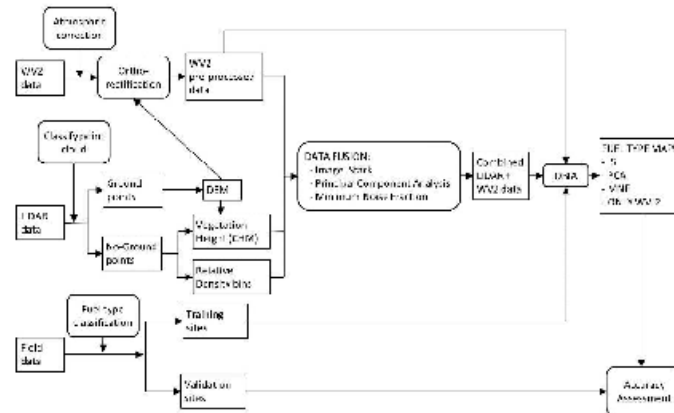 Atmospheric
correction
WV2
data
Ortho-
rectification
WV2
pre-processed
data
Classify point
cloud
LIDAR
data
Ground
points
No-Ground
points
DEM
Vegetation
Height (CHM)
Relative
Density bins
DATA FUSION:
- Image Stack
- Principal Component Analysis
- Minimum Noise Fraction
Combined
LIDAR+
WV2 data
OBIA
FUEL TYPE MAPS
- IS
- PCA
- MNF
- ONLY WV2
Fuel type
classification
Field
data
Training
sites
Validation
sites
Accuracy
Assessment